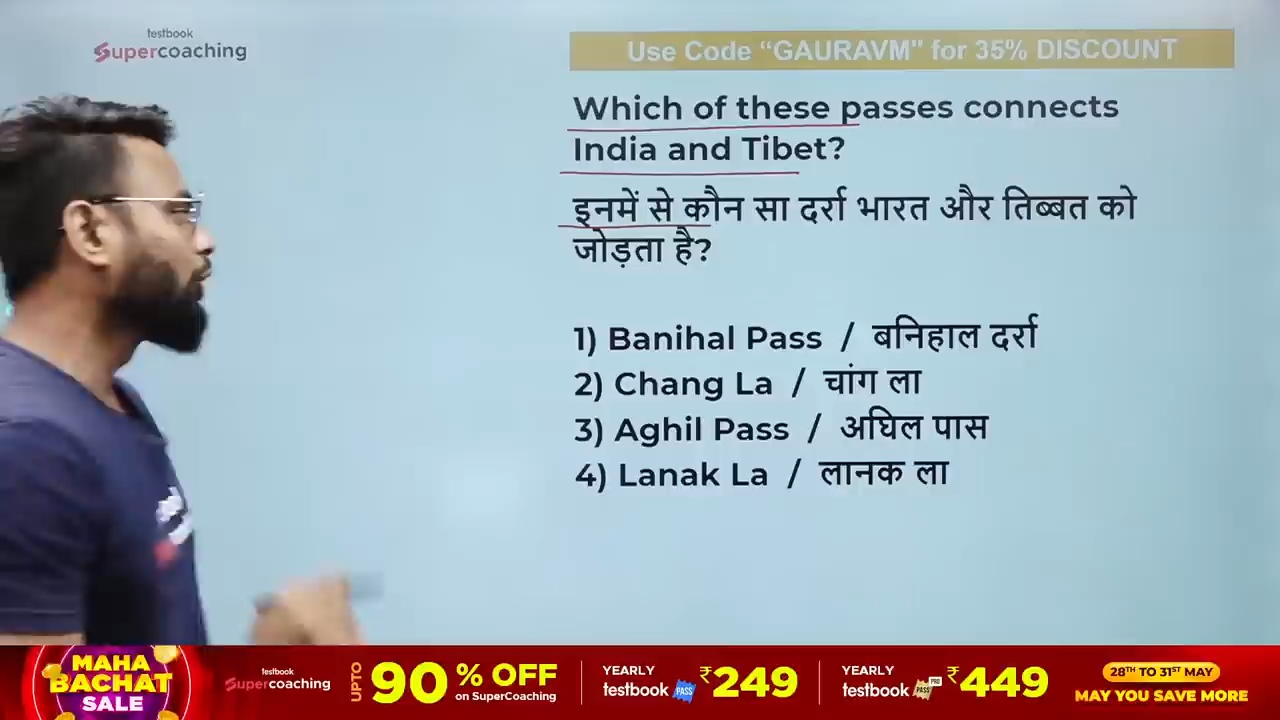 testbook
Supercoaching
Use Code “GAURAVM" for 35% DISCOUNT
Which of these passes connects
India and Tibet?
इनमें से कौन सा दर्रा भारत और तिब्बत को
जोड़ता है?
1) Banihal Pass / बनिहाल दर्रा
2) Chang La / चांग ला
3) Aghil Pass / अघिल पास
4) Lanak La / लानक ला
MAHA
BACHAT
SALE
testbook
Supercoaching
UPTO 90% OFF
on SuperCoaching
YEARLY
testbook PASS ₹249
YEARLY
testbook PASS PRO ₹449
28TH TO 31ST MAY
MAY YOU SAVE MORE